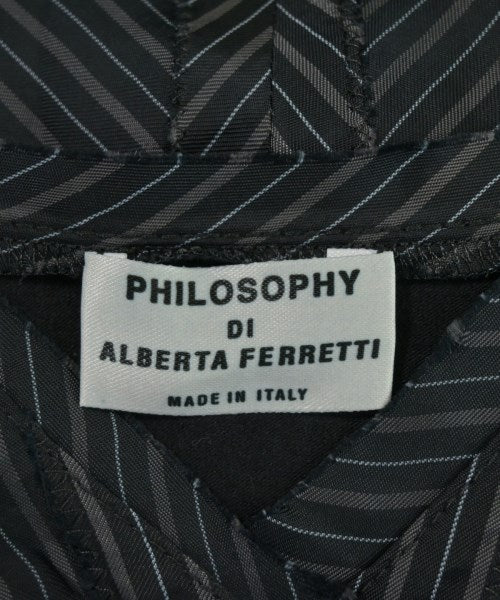 PHILOSOPHY
DI
ALBERTA FERRETTI
MADE IN ITALY